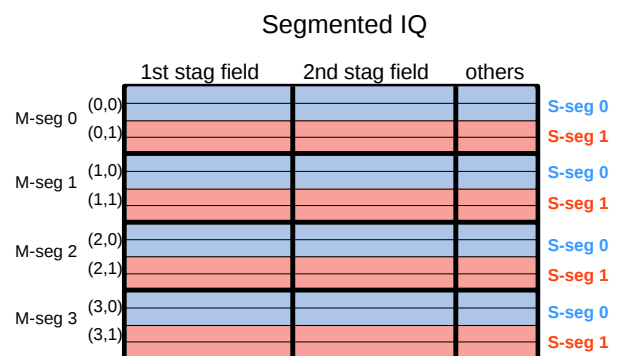 Segmented IQ
1st stag field 2nd stag field others
M-seg 0 (0,0) S-seg 0
(0,1) S-seg 1
M-seg 1 (1,0) S-seg 0
(1,1) S-seg 1
M-seg 2 (2,0) S-seg 0
(2,1) S-seg 1
M-seg 3 (3,0) S-seg 0
(3,1) S-seg 1